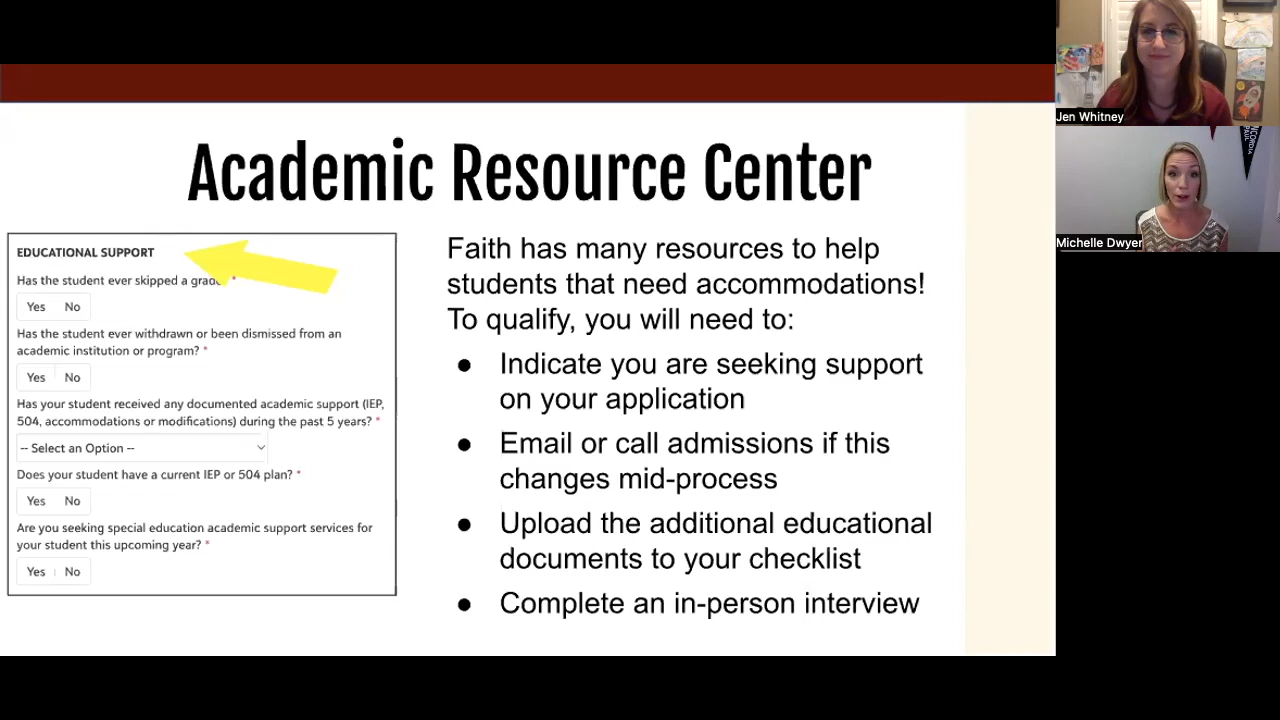 Academic Resource Center
EDUCATIONAL SUPPORT
Has the student ever skipped a grade *
Yes No
Has the student ever withdrawn or been dismissed from an
academic institution or program? *
Yes No
Has your student received any documented academic support (IEP,
504, accommodations or modifications) during the past 5 years? *
-- Select an Option --
Does your student have a current IEP or 504 plan? *
Yes No
Are you seeking special education academic support services for
your student this upcoming year? *
Yes No
Faith has many resources to help
students that need accommodations!
To qualify, you will need to:
● Indicate you are seeking support
on your application
● Email or call admissions if this
changes mid-process
● Upload the additional educational
documents to your checklist
● Complete an in-person interview
Jen Whitney
Michelle Dwyer